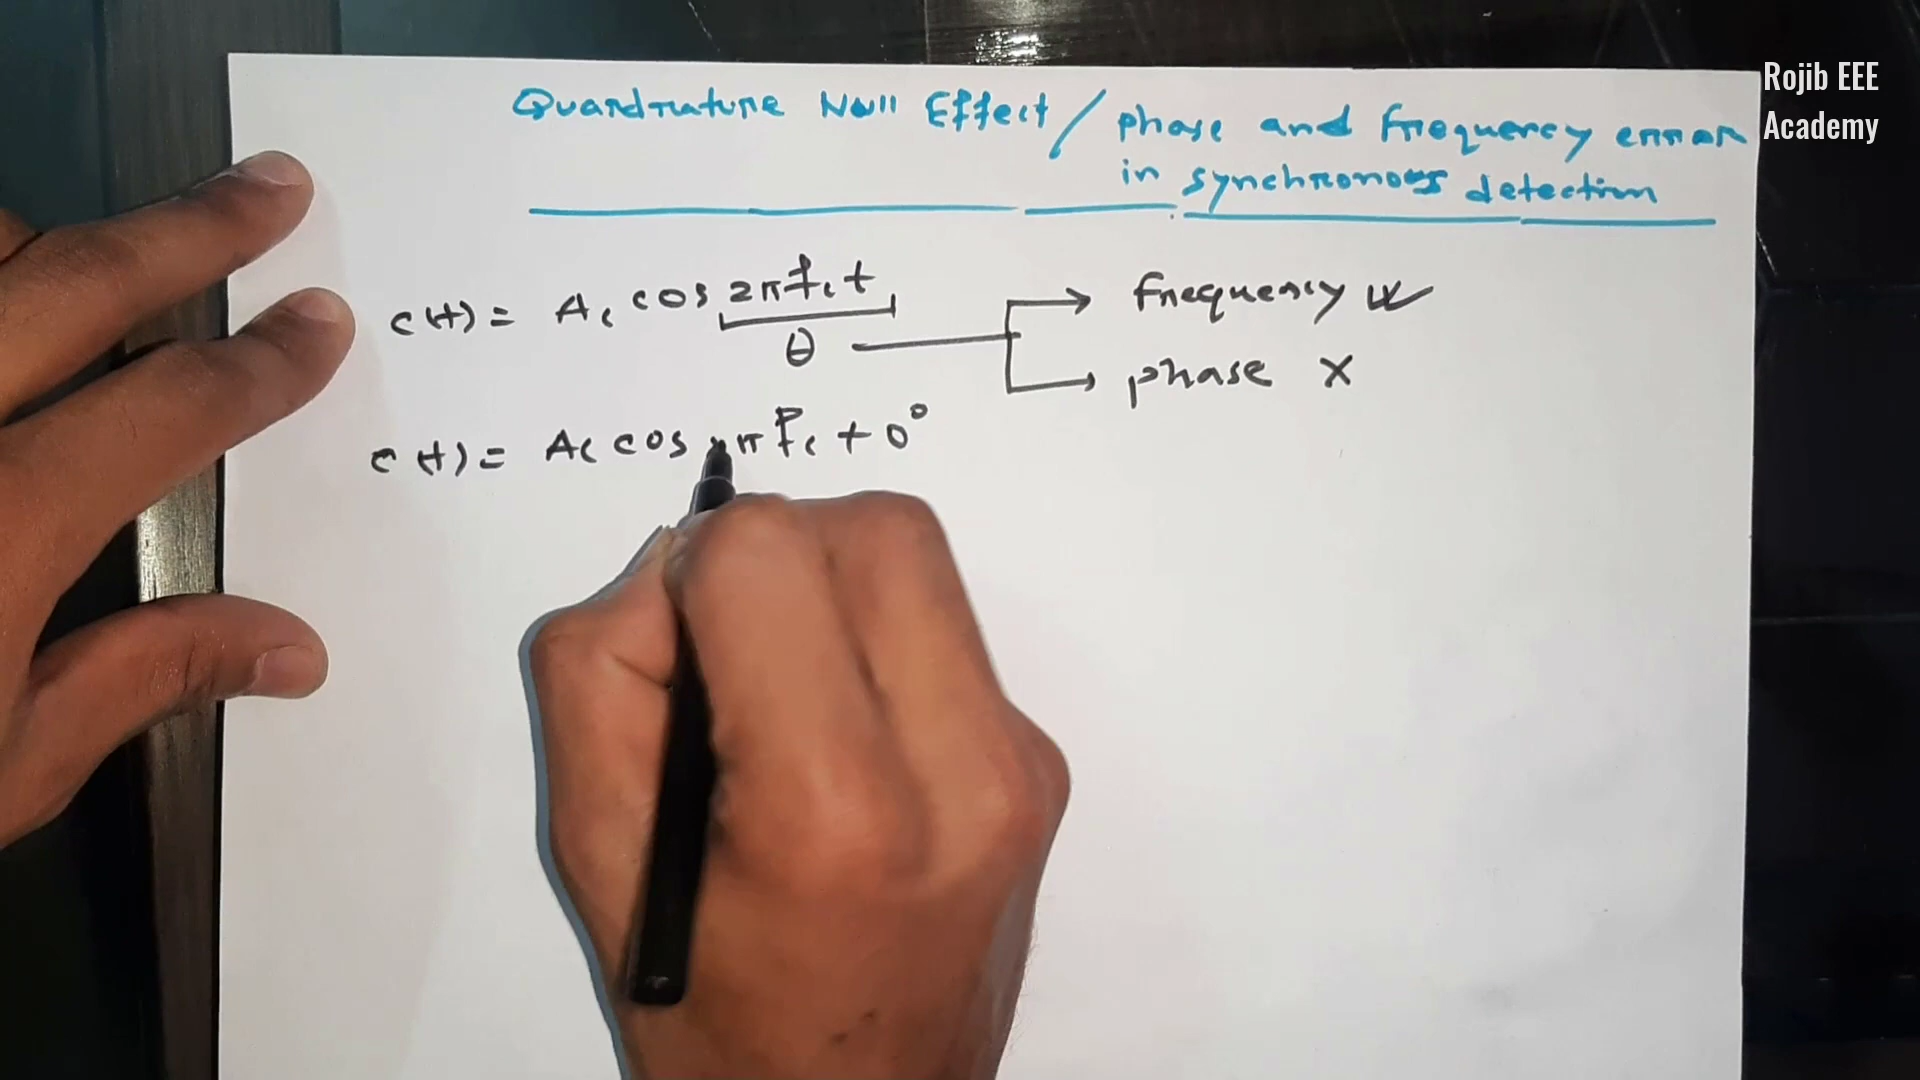 Rojib EEE
Academy
Quandrature Null Effect / phase and frequency error
in synchronous detection
c(t) = Ac cos 2πfct
θ
frequency
phase X
c(t) = Ac cos πfc + 0°